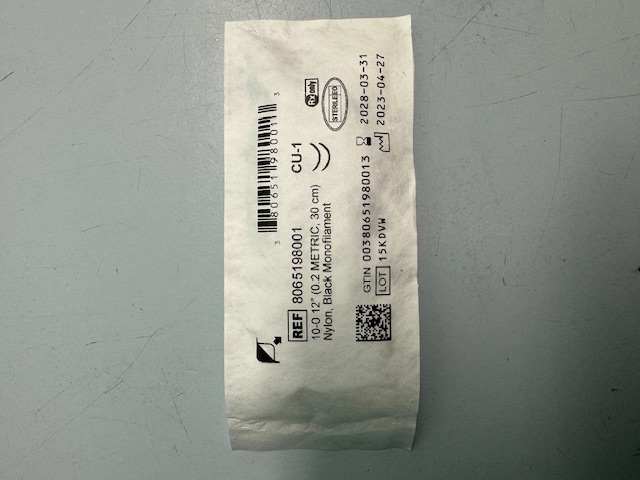 3 80651 98001 3
REF 8065198001 CU-1
10-0 12" (0.2 METRIC, 30 cm)
Nylon, Black Monofilament
Rx only
STERILE EO
GTIN 00380651980013 2028-03-31
LOT 15KDVW 2023-04-27